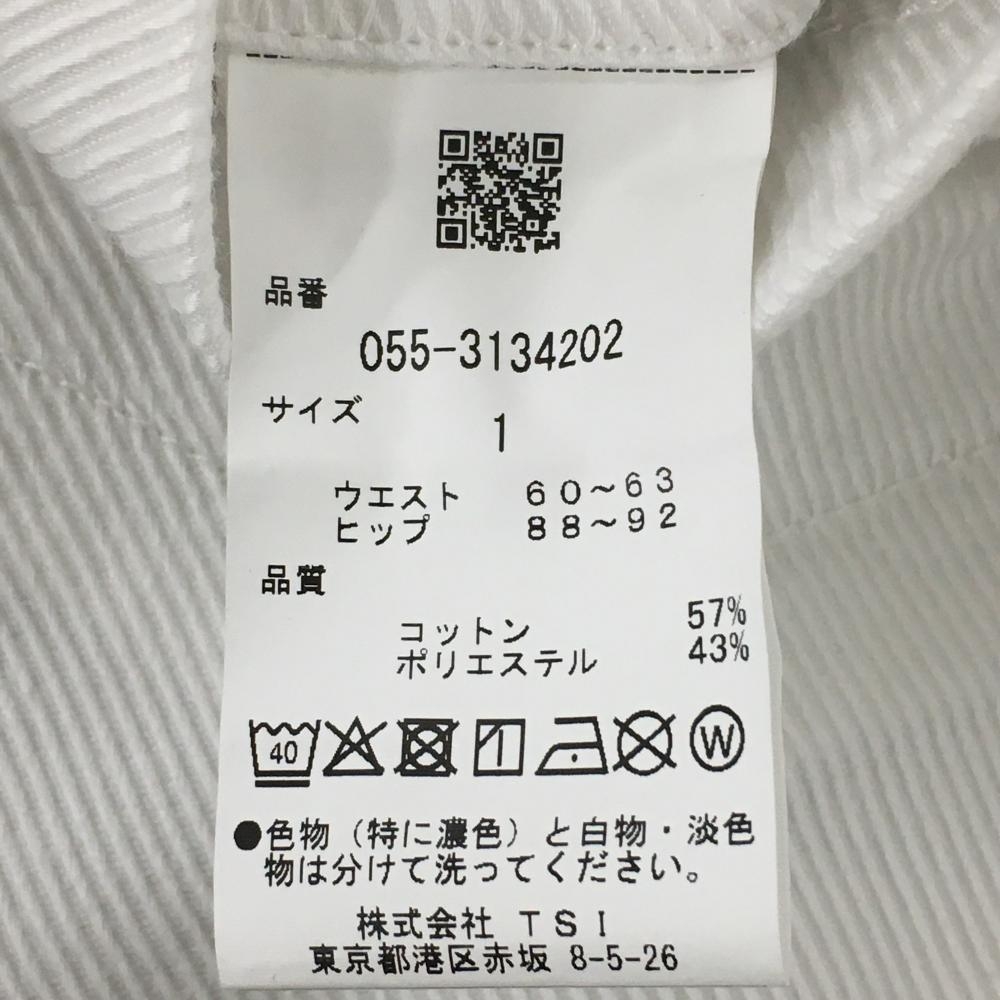 品番
055-3134202
サイズ
1
ウエスト 60～63
ヒップ 88～92
品質
コットン 57%
ポリエステル 43%
40 W
●色物（特に濃色）と白物・淡色
物は分けて洗ってください。
株式会社 TSI
東京都港区赤坂 8-5-26